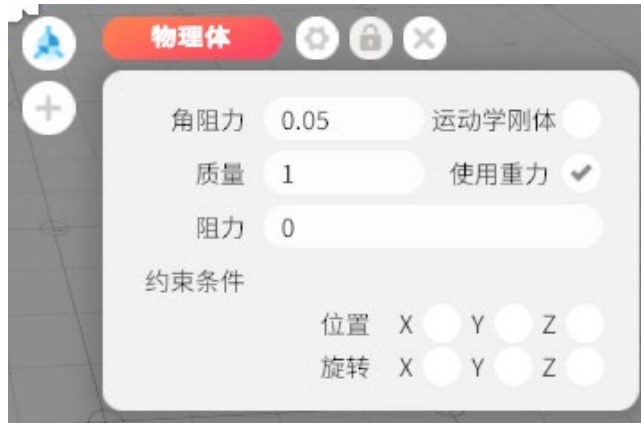 物理体
角阻力 0.05 运动学刚体
质量 1 使用重力
阻力 0
约束条件
位置 X Y Z
旋转 X Y Z